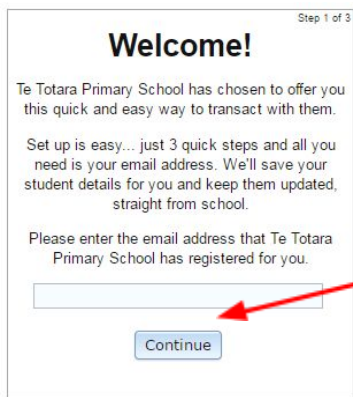 Step 1 of 3
Welcome!
Te Totara Primary School has chosen to offer you
this quick and easy way to transact with them.
Set up is easy... just 3 quick steps and all you
need is your email address. We'll save your
student details for you and keep them updated,
straight from school.
Please enter the email address that Te Totara
Primary School has registered for you.
Continue